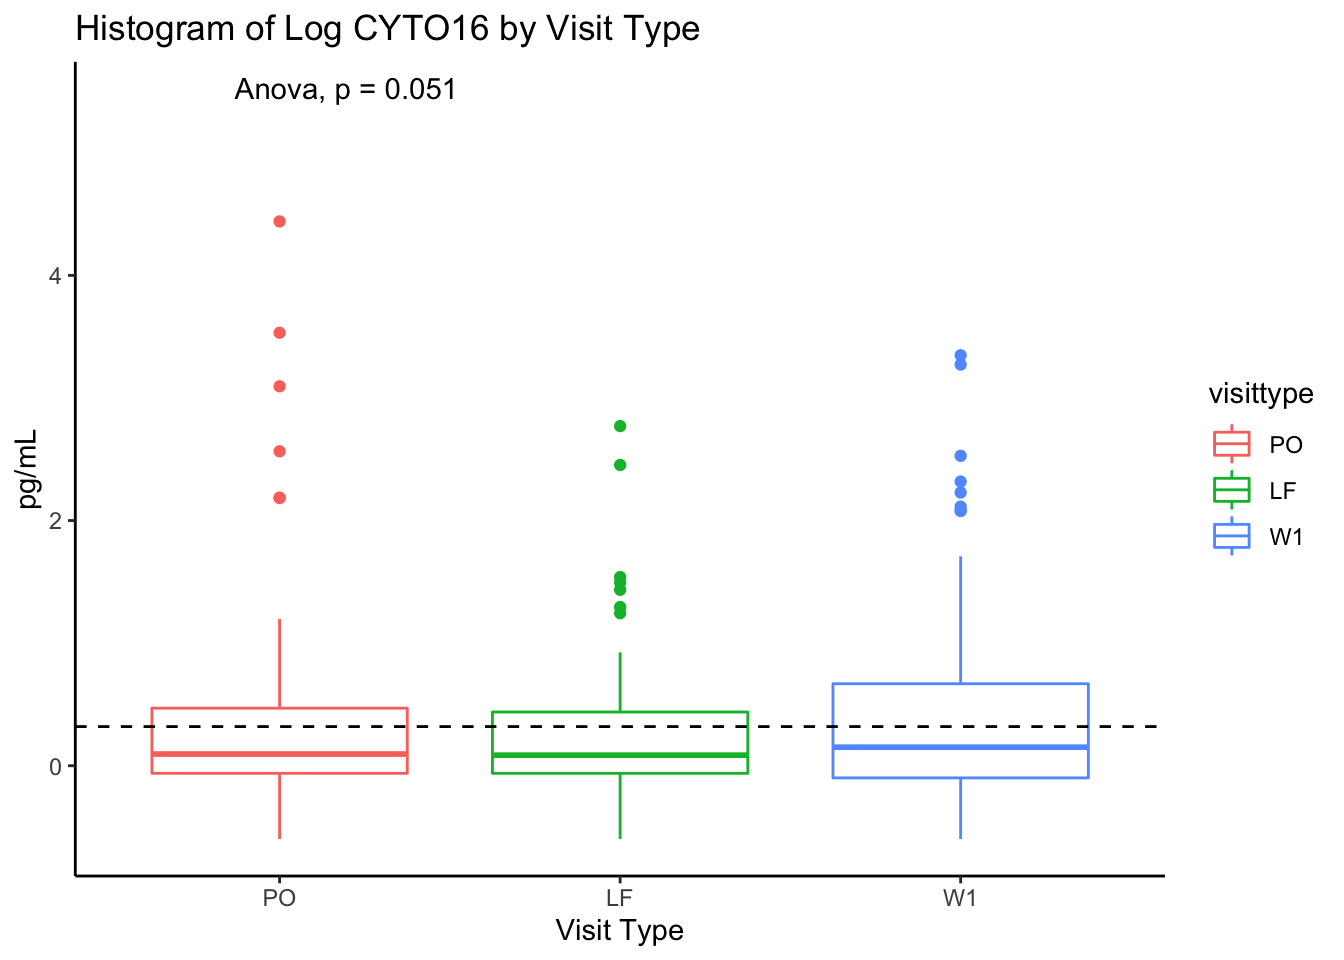 Histogram of Log CYTO16 by Visit Type
Anova, p = 0.051
4
2
0
pg/mL
PO
LF
W1
Visit Type
visittype
PO
LF
W1